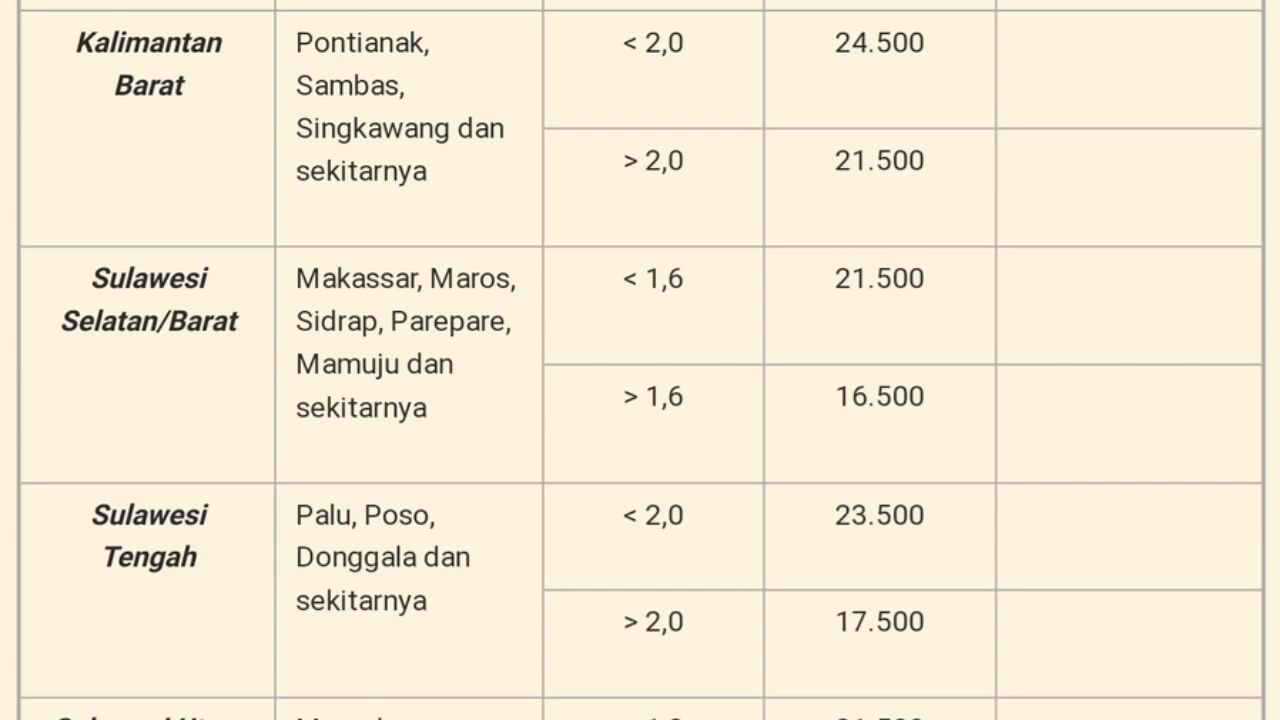 Kalimantan
Barat
Pontianak,
Sambas,
Singkawang dan
sekitarnya
< 2,0
24.500
> 2,0
21.500
Sulawesi
Selatan/Barat
Makassar, Maros,
Sidrap, Parepare,
Mamuju dan
sekitarnya
< 1,6
21.500
> 1,6
16.500
Sulawesi
Tengah
Palu, Poso,
Donggala dan
sekitarnya
< 2,0
23.500
> 2,0
17.500